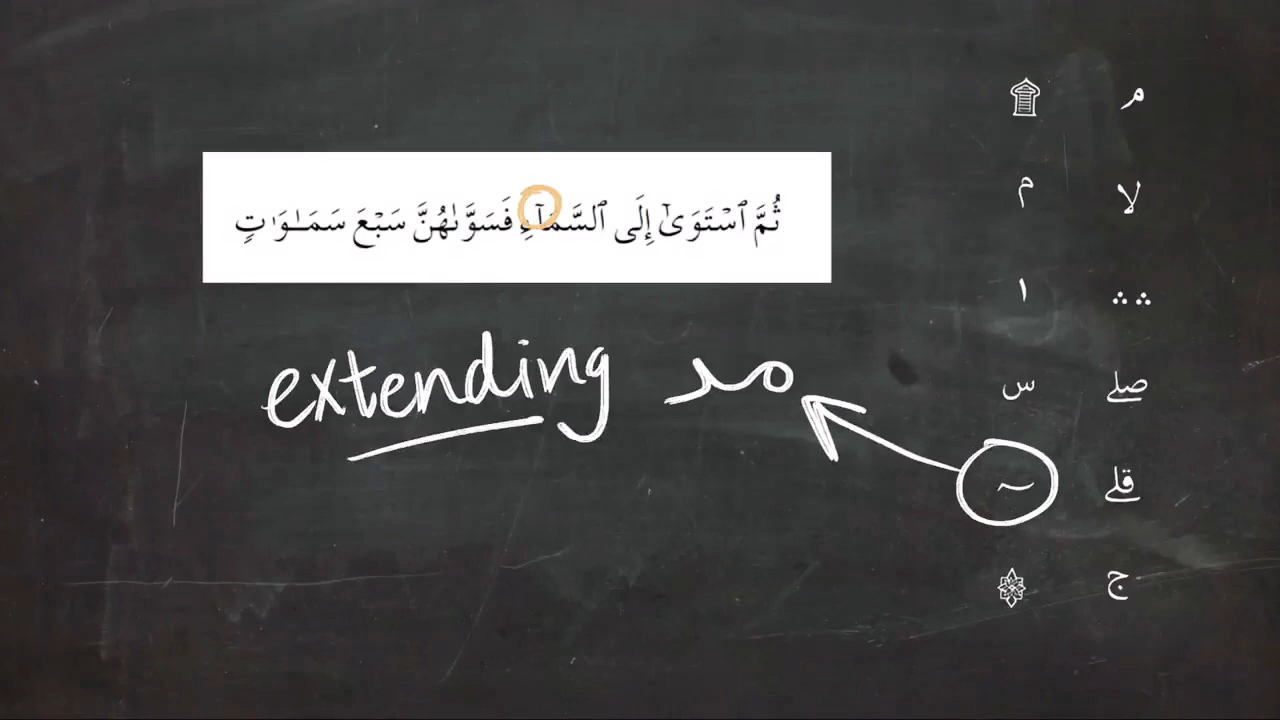 ثُمَّ ٱسْتَوَىٰٓ إِلَى ٱلسَّمَآءِ فَسَوَّىٰهُنَّ سَبْعَ سَمَـٰوَٰتٍ
extending مد
۩ م
م لا
ا ∴ ∴
س صلے
~ قلے
۞ ج